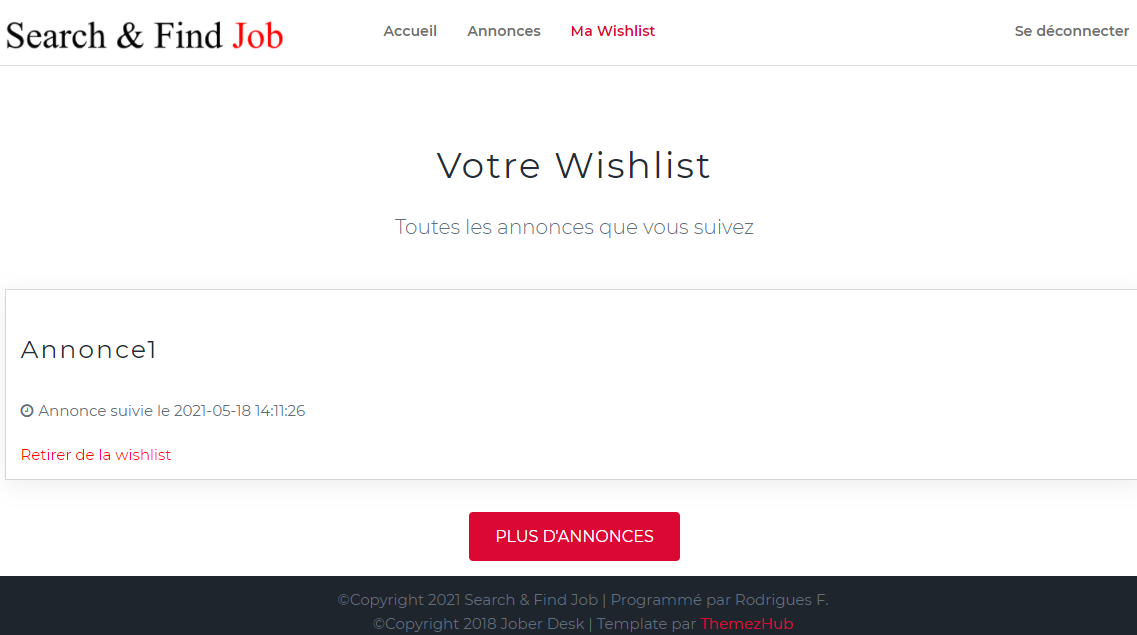 Search & Find Job
Accueil
Annonces
Ma Wishlist
Se déconnecter
Votre Wishlist
Toutes les annonces que vous suivez
Annonce1
Annonce suivie le 2021-05-18 14:11:26
Retirer de la wishlist
PLUS D'ANNONCES
©Copyright 2021 Search & Find Job | Programmé par Rodrigues F.
©Copyright 2018 Jober Desk | Template par ThemezHub